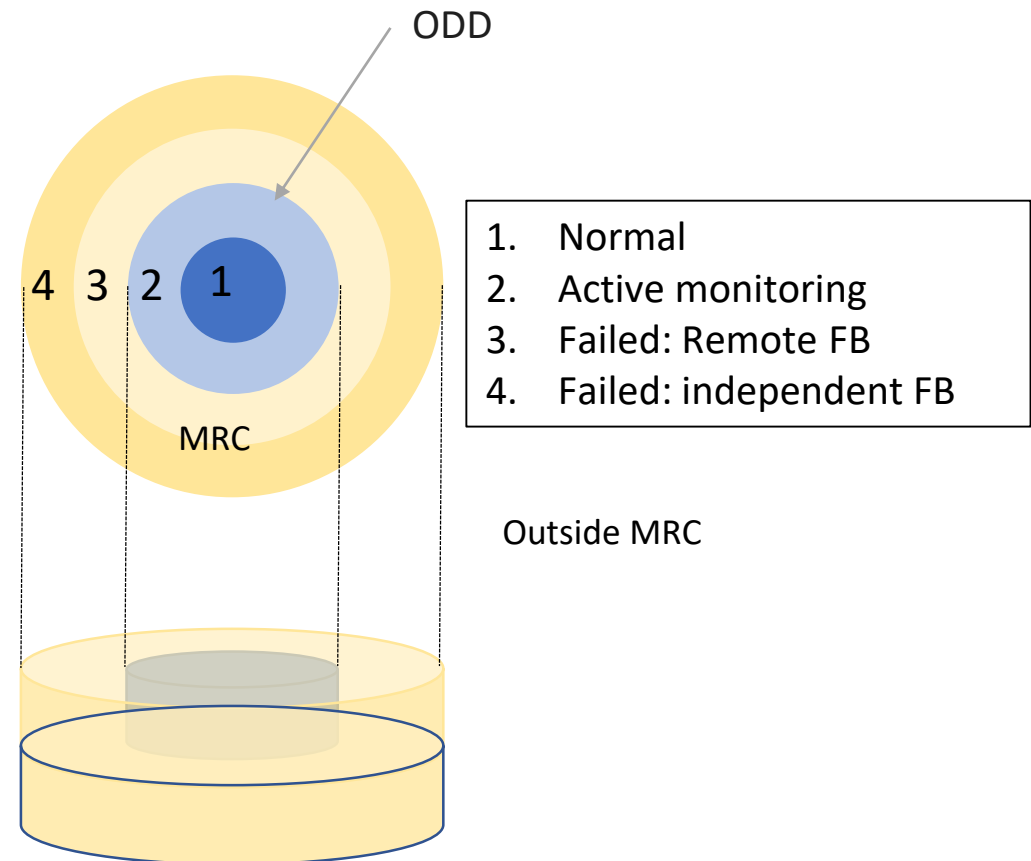 ODD
4 3 2 1
MRC
1. Normal
2. Active monitoring
3. Failed: Remote FB
4. Failed: independent FB
Outside MRC